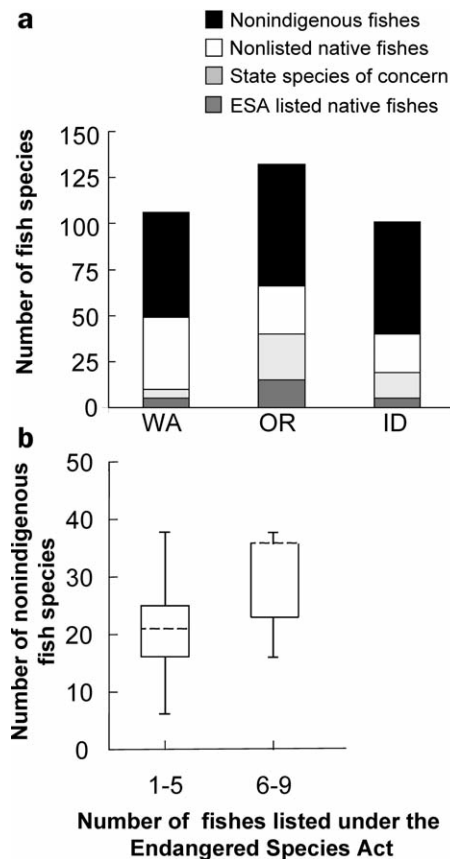 a
Nonindigenous fishes
Nonlisted native fishes
State species of concern
ESA listed native fishes
Number of fish species
150
125
100
75
50
25
0
WA OR ID
b
Number of nonindigenous
fish species
50
40
30
20
10
0
1-5 6-9
Number of fishes listed under the
Endangered Species Act